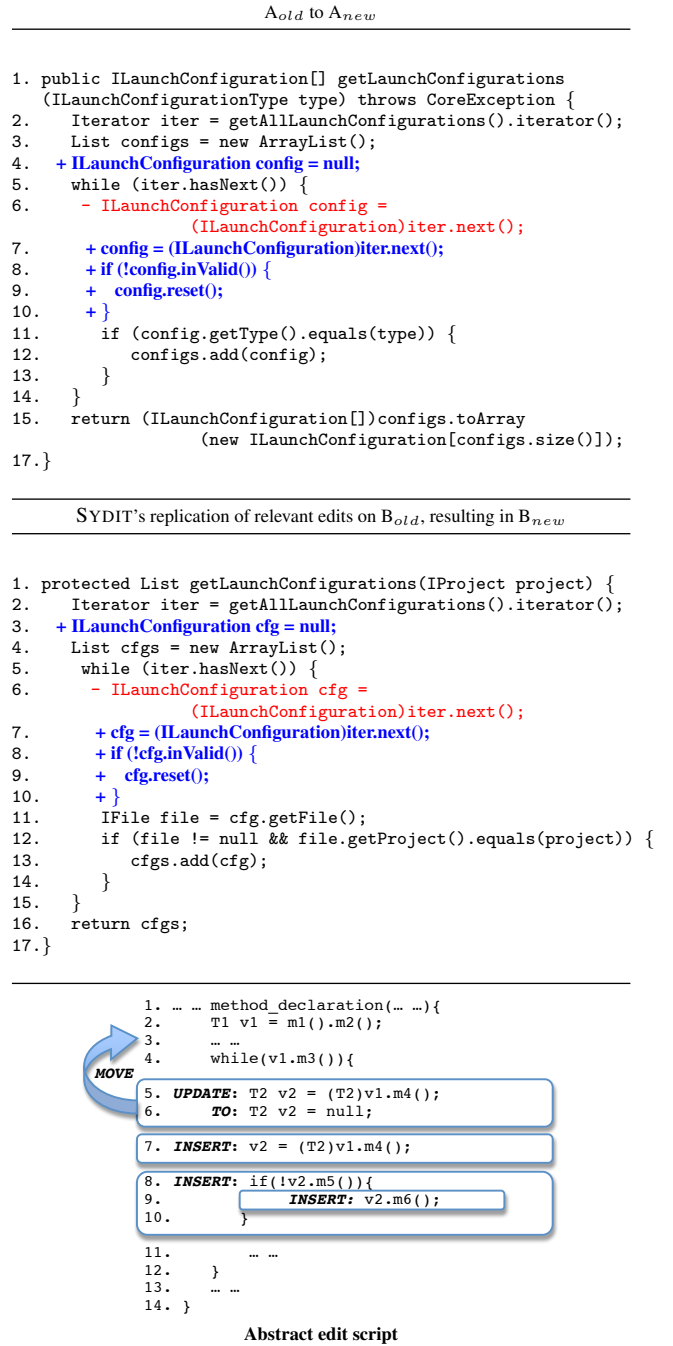 A_old to A_new
1. public ILaunchConfiguration[] getLaunchConfigurations
(ILaunchConfigurationType type) throws CoreException {
2. Iterator iter = getAllLaunchConfigurations().iterator();
3. List configs = new ArrayList();
4. + ILaunchConfiguration config = null;
5. while (iter.hasNext()) {
6. - ILaunchConfiguration config =
(ILaunchConfiguration)iter.next();
7. + config = (ILaunchConfiguration)iter.next();
8. + if (!config.inValid()) {
9. + config.reset();
10. + }
11. if (config.getType().equals(type)) {
12. configs.add(config);
13. }
14. }
15. return (ILaunchConfiguration[])configs.toArray
(new ILaunchConfiguration[configs.size()]);
17.}
SYDIT's replication of relevant edits on B_old, resulting in B_new
1. protected List getLaunchConfigurations(IProject project) {
2. Iterator iter = getAllLaunchConfigurations().iterator();
3. + ILaunchConfiguration cfg = null;
4. List cfgs = new ArrayList();
5. while (iter.hasNext()) {
6. - ILaunchConfiguration cfg =
(ILaunchConfiguration)iter.next();
7. + cfg = (ILaunchConfiguration)iter.next();
8. + if (!cfg.inValid()) {
9. + cfg.reset();
10. + }
11. IFile file = cfg.getFile();
12. if (file != null && file.getProject().equals(project)) {
13. cfgs.add(cfg);
14. }
15. }
16. return cfgs;
17.}
1. … … method_declaration(… …){
2. T1 v1 = m1().m2();
3. … …
4. while(v1.m3()){
MOVE
5. UPDATE: T2 v2 = (T2)v1.m4();
6. TO: T2 v2 = null;
7. INSERT: v2 = (T2)v1.m4();
8. INSERT: if(!v2.m5()){
9. INSERT: v2.m6();
10. }
11. … …
12. }
13. … …
14. }
Abstract edit script